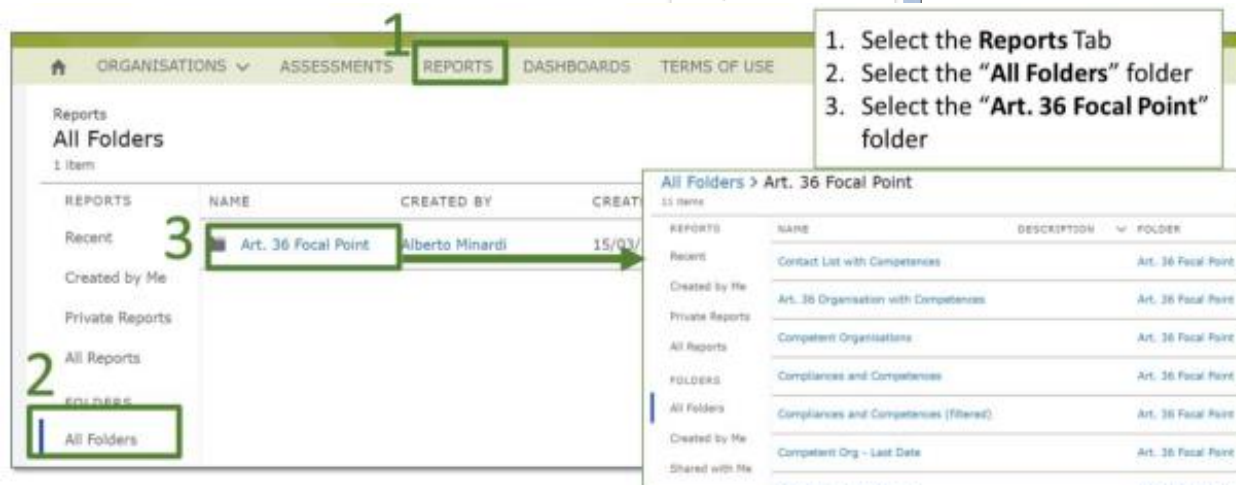 1
ORGANISATIONS ASSESSMENTS REPORTS DASHBOARDS TERMS OF USE
1. Select the Reports Tab
2. Select the “All Folders” folder
3. Select the “Art. 36 Focal Point”
folder
Reports
All Folders
1 item
REPORTS NAME CREATED BY CREAT
Recent 3 Art. 36 Focal Point Alberto Minardi 15/03/
Created by Me
Private Reports
All Reports
2
FOLDERS
All Folders
All Folders > Art. 36 Focal Point
11 items
REPORTS NAME DESCRIPTION FOLDER
Recent Contact List with Competences Art. 36 Focal Point
Created by Me
Art. 36 Organisation with Competences Art. 36 Focal Point
Private Reports
Competent Organisations Art. 36 Focal Point
All Reports
Compliances and Competences Art. 36 Focal Point
FOLDERS
All Folders
Compliances and Competences (filtered) Art. 36 Focal Point
Created by Me
Competent Org - Last Date Art. 36 Focal Point
Shared with Me